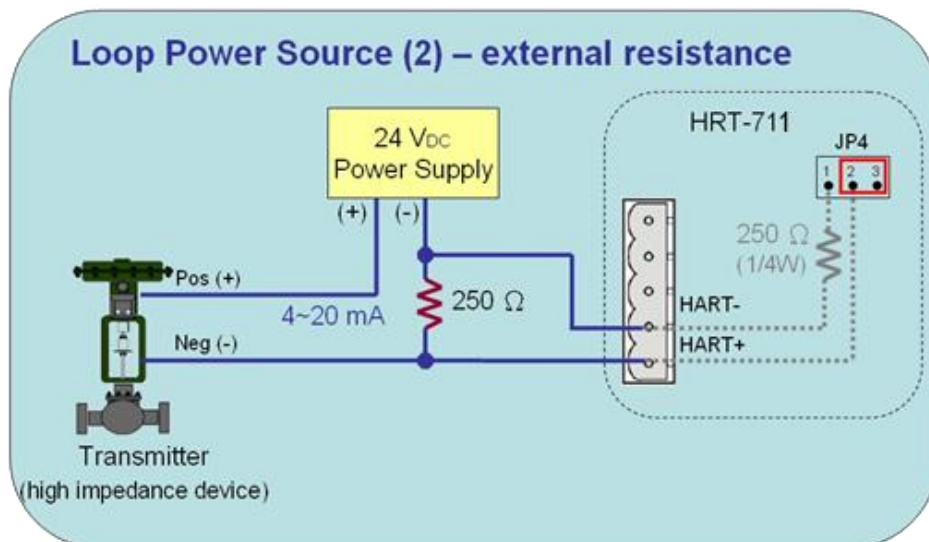 Loop Power Source (2) – external resistance
24 VDC
Power Supply
(+) (-)
HRT-711
JP4
1 2 3
250 Ω
(1/4W)
Pos (+)
4~20 mA
250 Ω
HART-
HART+
Neg (-)
Transmitter
(high impedance device)